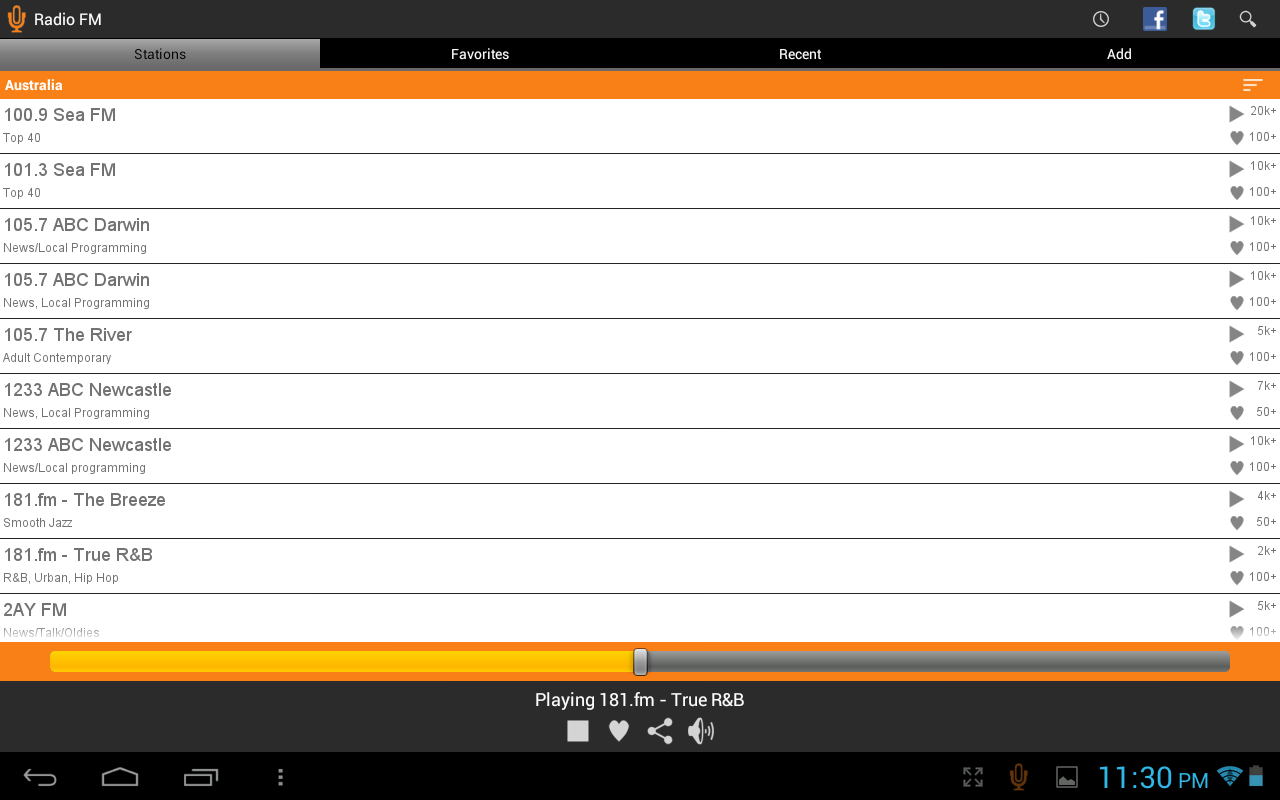 Radio FM
Stations Favorites Recent Add
Australia
100.9 Sea FM 20k+
Top 40 100+
101.3 Sea FM 10k+
Top 40 100+
105.7 ABC Darwin 10k+
News/Local Programming 100+
105.7 ABC Darwin 10k+
News, Local Programming 100+
105.7 The River 5k+
Adult Contemporary 100+
1233 ABC Newcastle 7k+
News, Local Programming 50+
1233 ABC Newcastle 10k+
News/Local programming 100+
181.fm - The Breeze 4k+
Smooth Jazz 50+
181.fm - True R&B 2k+
R&B, Urban, Hip Hop 100+
2AY FM 5k+
News/Talk/Oldies 100+
Playing 181.fm - True R&B
11:30 PM